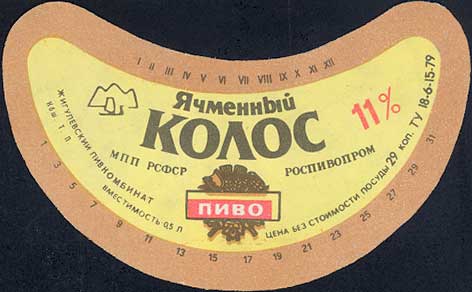 I II III IV V VI VII VIII IX X XI XII
Ячменный
КОЛОС
11%
МПП РСФСР РОСПИВОПРОМ
ПИВО
ЖИГУЛЕВСКИЙ ПИВКОМБИНАТ
ВМЕСТИМОСТЬ 0,5 Л
ЦЕНА БЕЗ СТОИМОСТИ ПОСУДЫ 29 КОП. ТУ 18-6-15-79
1 3 5 7 9 11 13 15 17 19 21 23 25 27 29 31